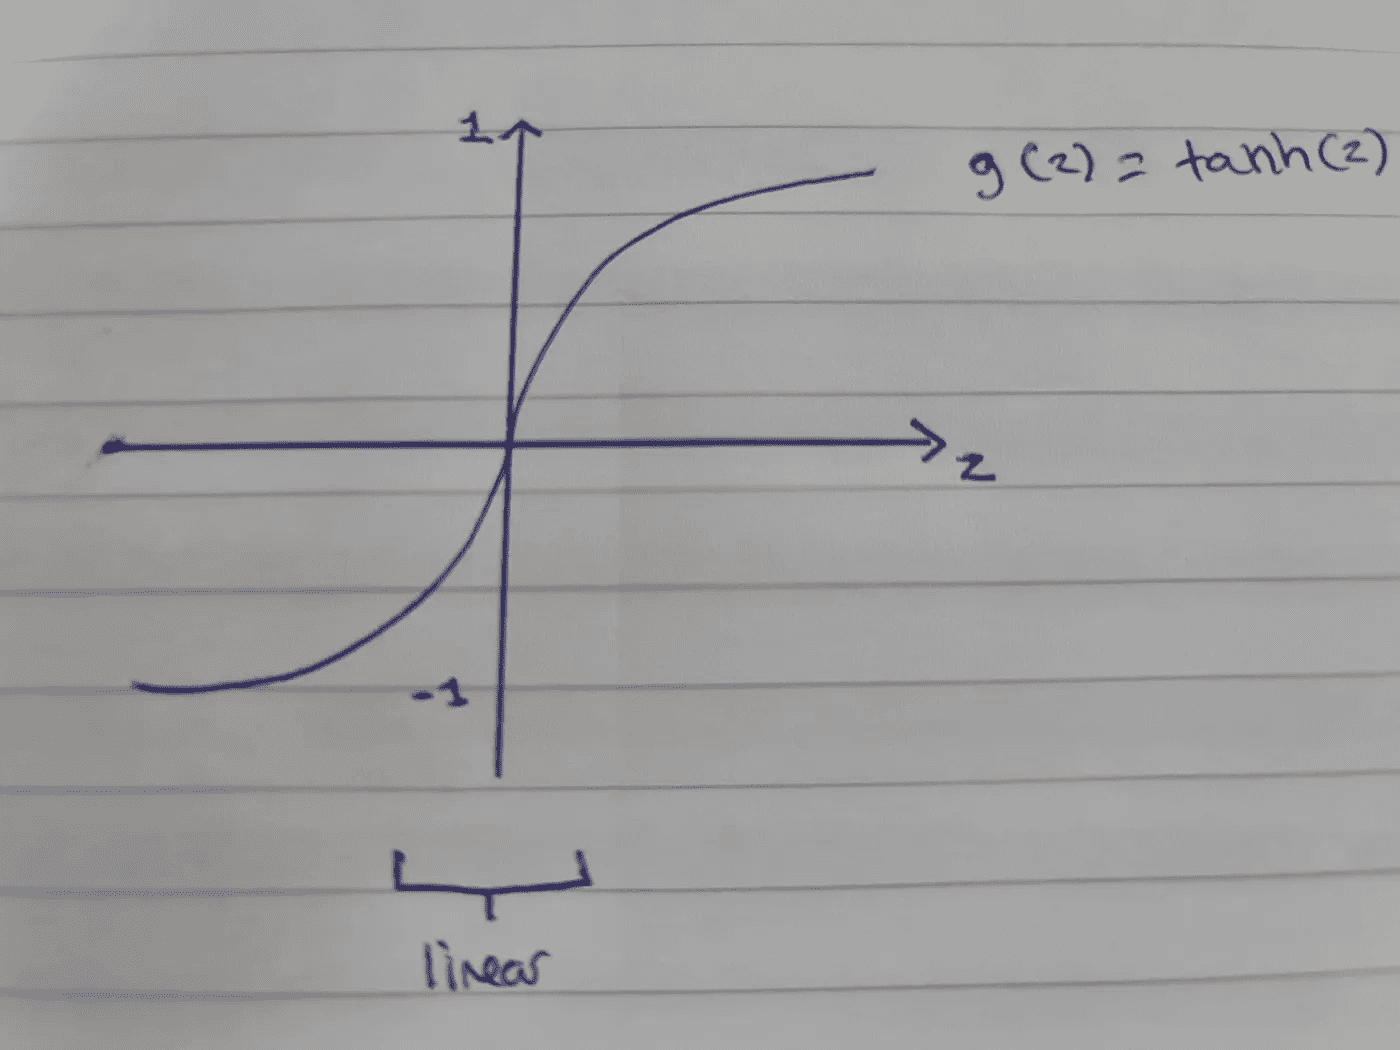 1
g(z) = tanh(z)
z
-1
linear